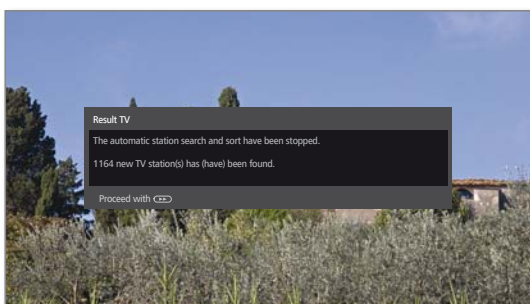 Result TV
The automatic station search and sort have been stopped.
1164 new TV station(s) has (have) been found.
Proceed with